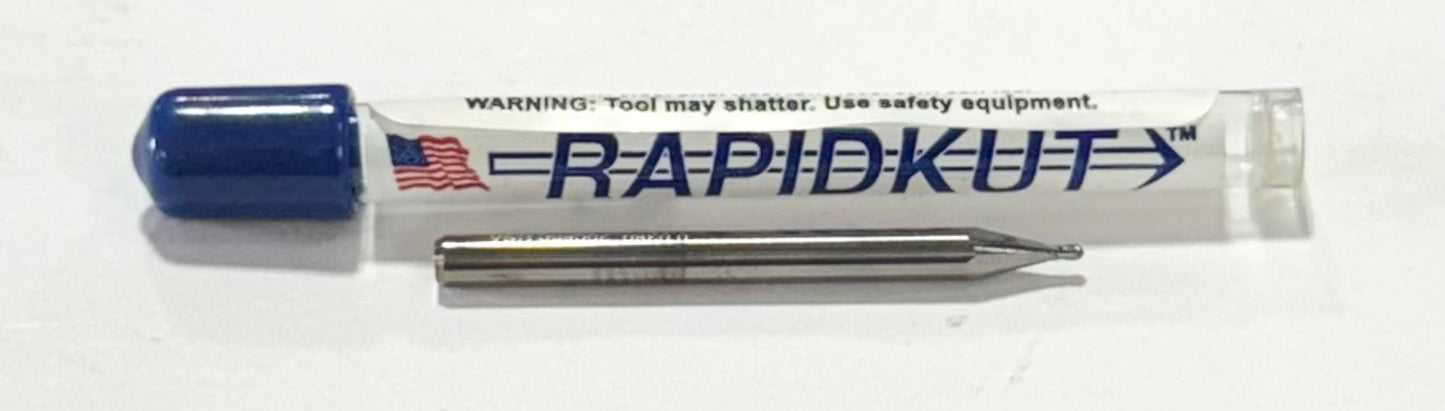 WARNING: Tool may shatter. Use safety equipment.
RAPIDKUT™